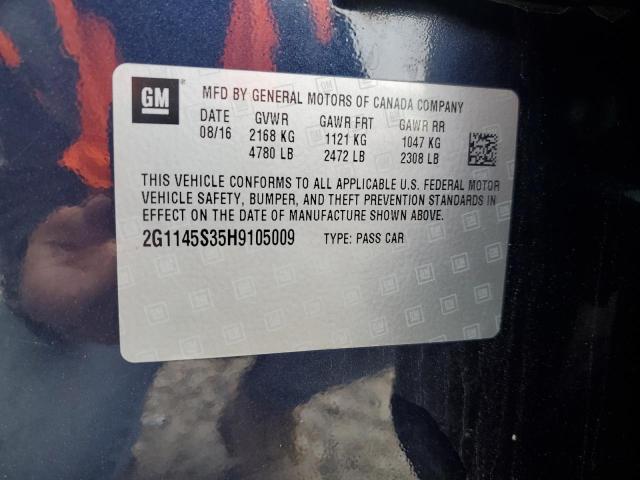 GM
MFD BY GENERAL MOTORS OF CANADA COMPANY
DATE GVWR GAWR FRT GAWR RR
08/16 2168 KG 1121 KG 1047 KG
4780 LB 2472 LB 2308 LB
THIS VEHICLE CONFORMS TO ALL APPLICABLE U.S. FEDERAL MOTOR
VEHICLE SAFETY, BUMPER, AND THEFT PREVENTION STANDARDS IN
EFFECT ON THE DATE OF MANUFACTURE SHOWN ABOVE.
2G1145S35H9105009 TYPE: PASS CAR